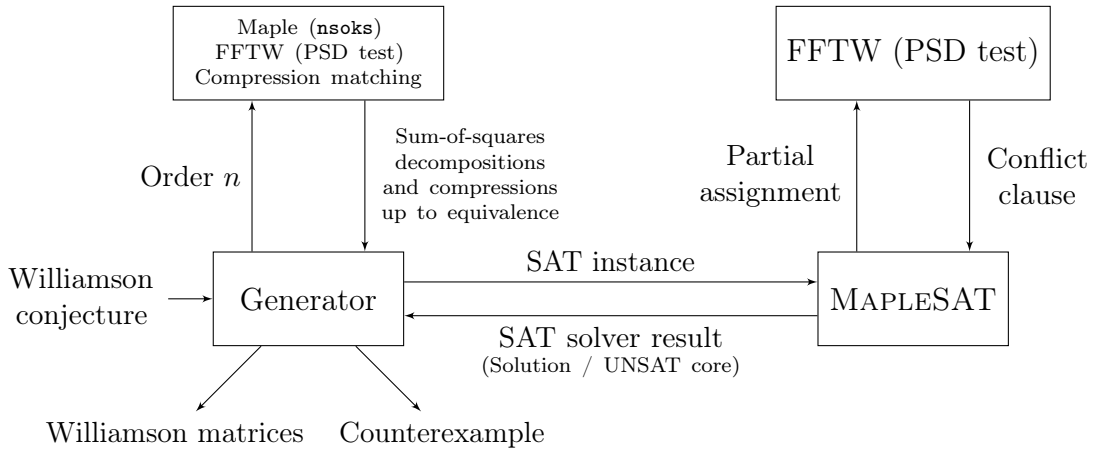 Maple (nsoks)
FFTW (PSD test)
Compression matching
FFTW (PSD test)
Order n
Sum-of-squares
decompositions
and compressions
up to equivalence
Partial
assignment
Conflict
clause
Williamson
conjecture
Generator
SAT instance
MAPLESAT
SAT solver result
(Solution / UNSAT core)
Williamson matrices
Counterexample